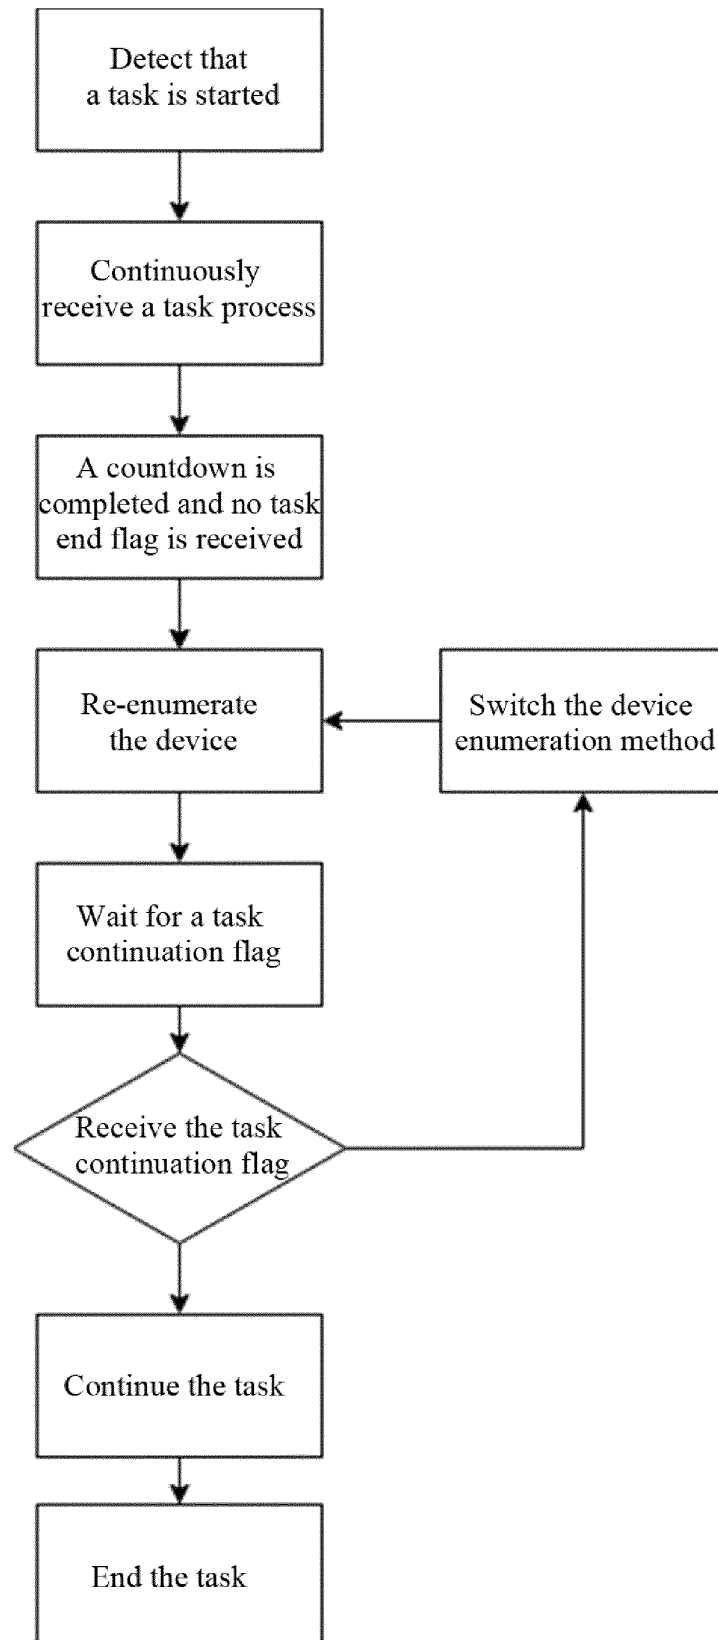 Detect that
a task is started
Continuously
receive a task process
A countdown is
completed and no task
end flag is received
Re-enumerate
the device
Switch the device
enumeration method
Wait for a task
continuation flag
Receive the task
continuation flag
Continue the task
End the task